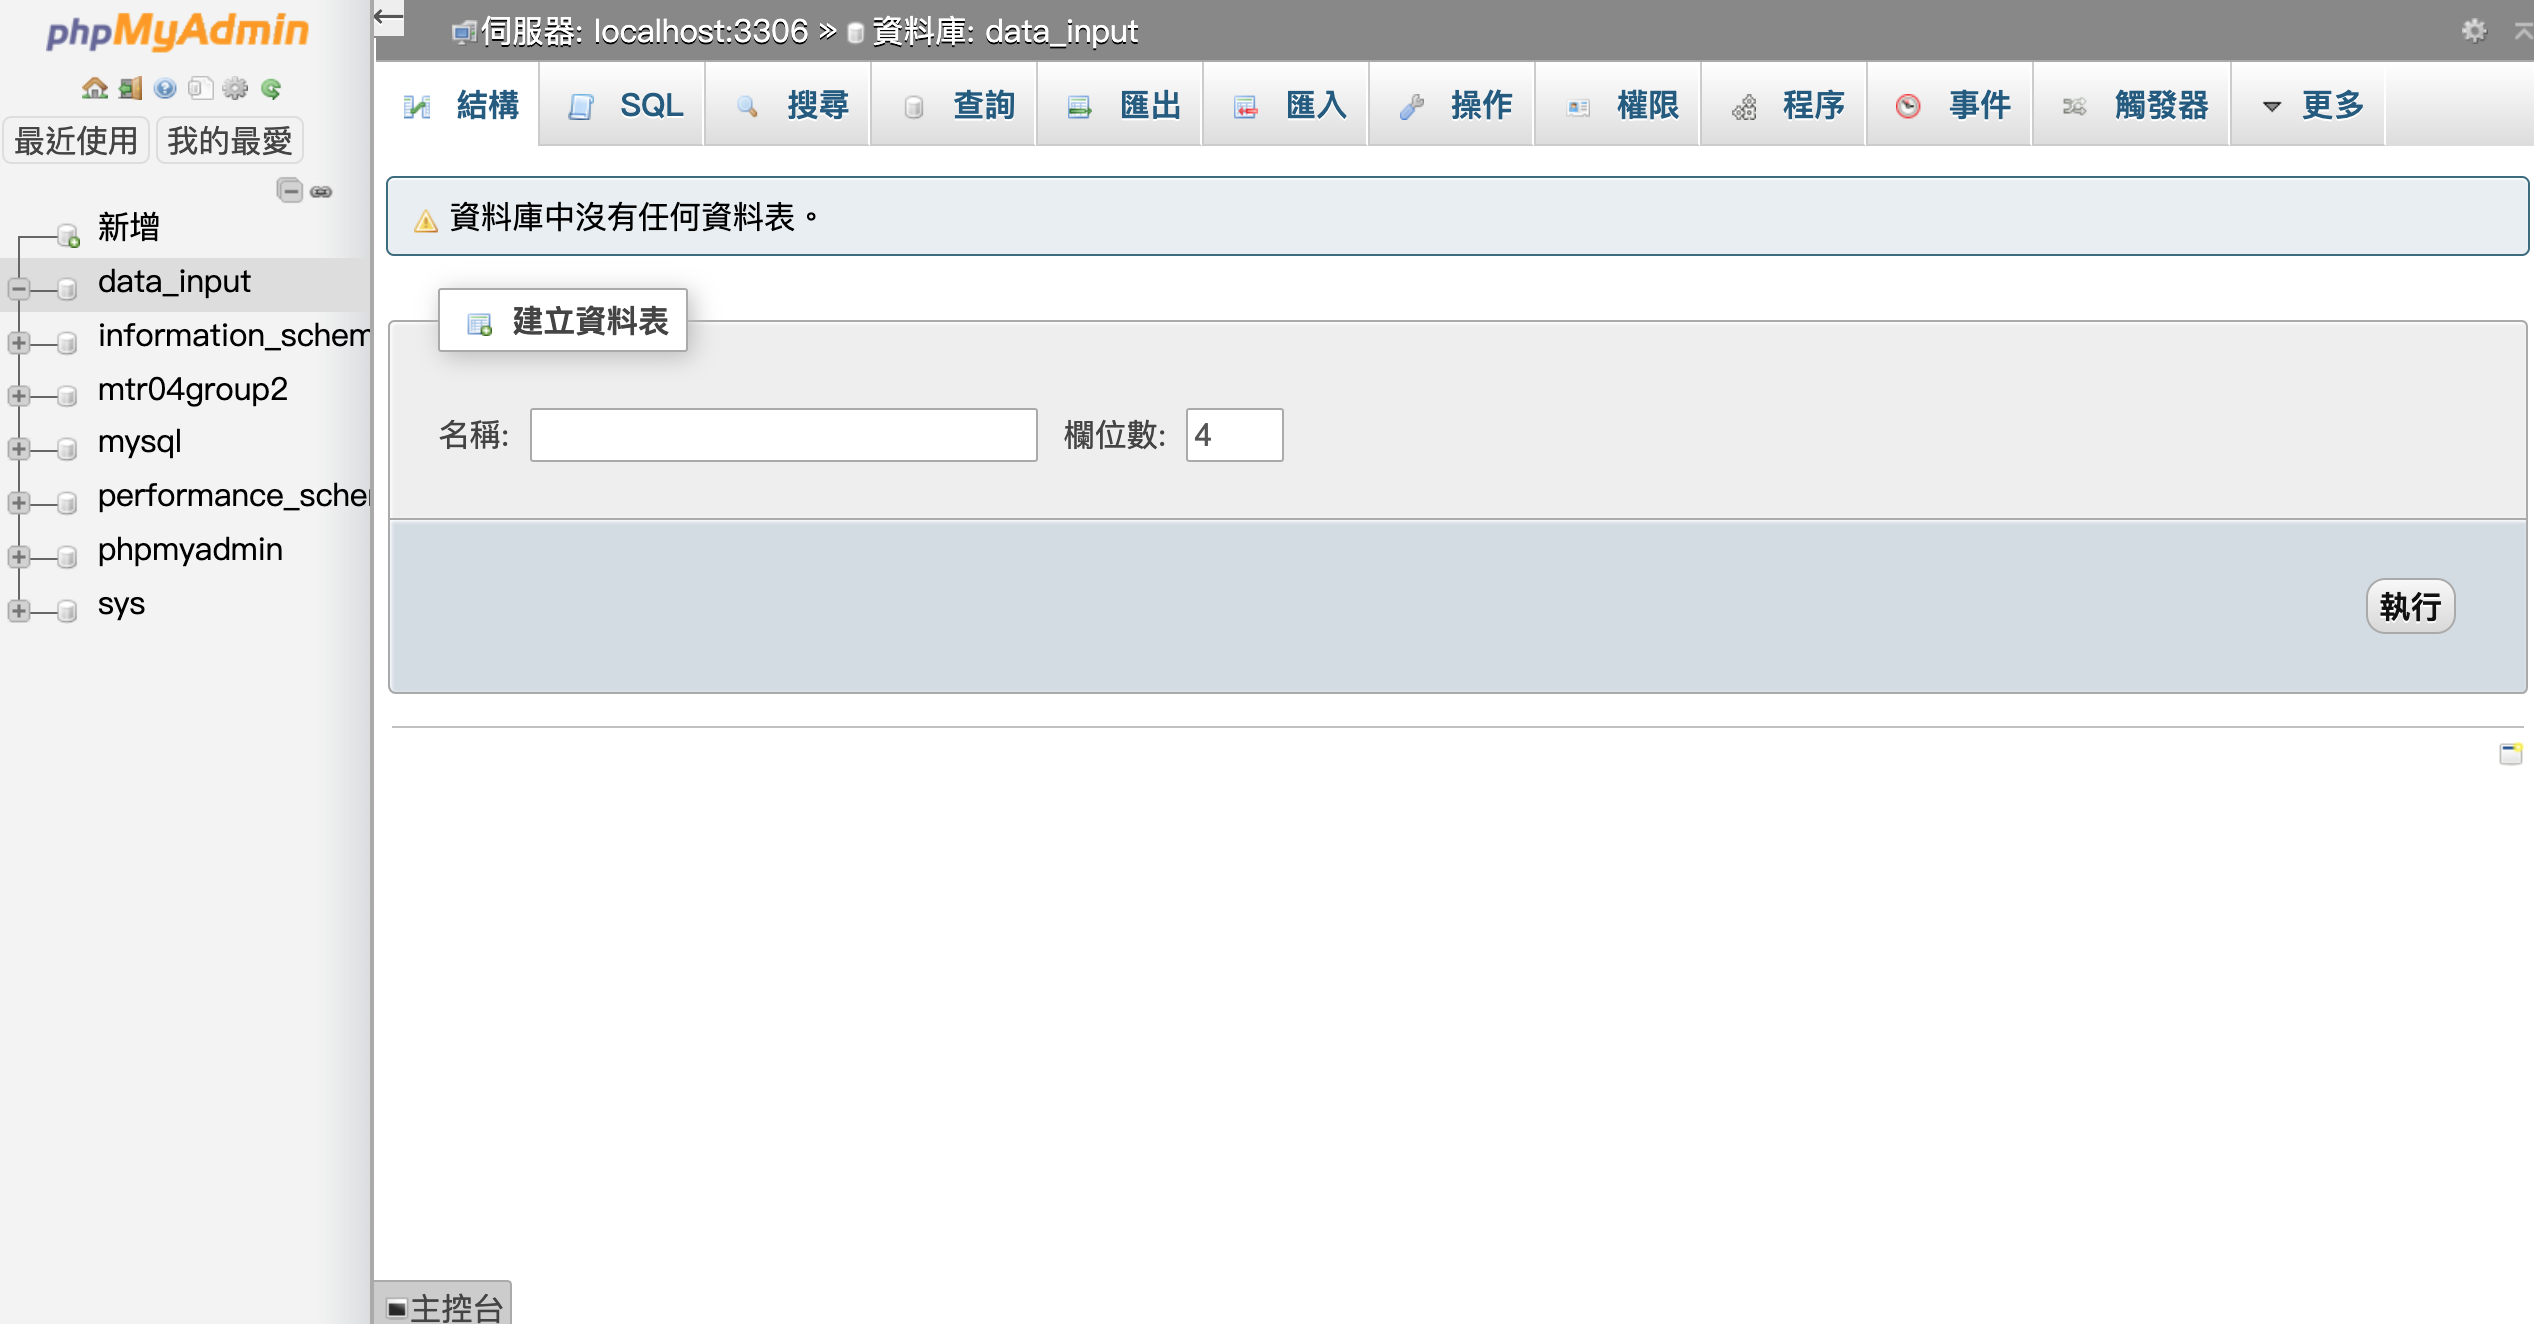 phpMyAdmin
最近使用 我的最愛
新增
data_input
information_schem
mtr04group2
mysql
performance_scher
phpmyadmin
sys
伺服器: localhost:3306 » 資料庫: data_input
結構 SQL 搜尋 查詢 匯出 匯入 操作 權限 程序 事件 觸發器 更多
資料庫中沒有任何資料表。
建立資料表
名稱: 欄位數: 4
執行
主控台